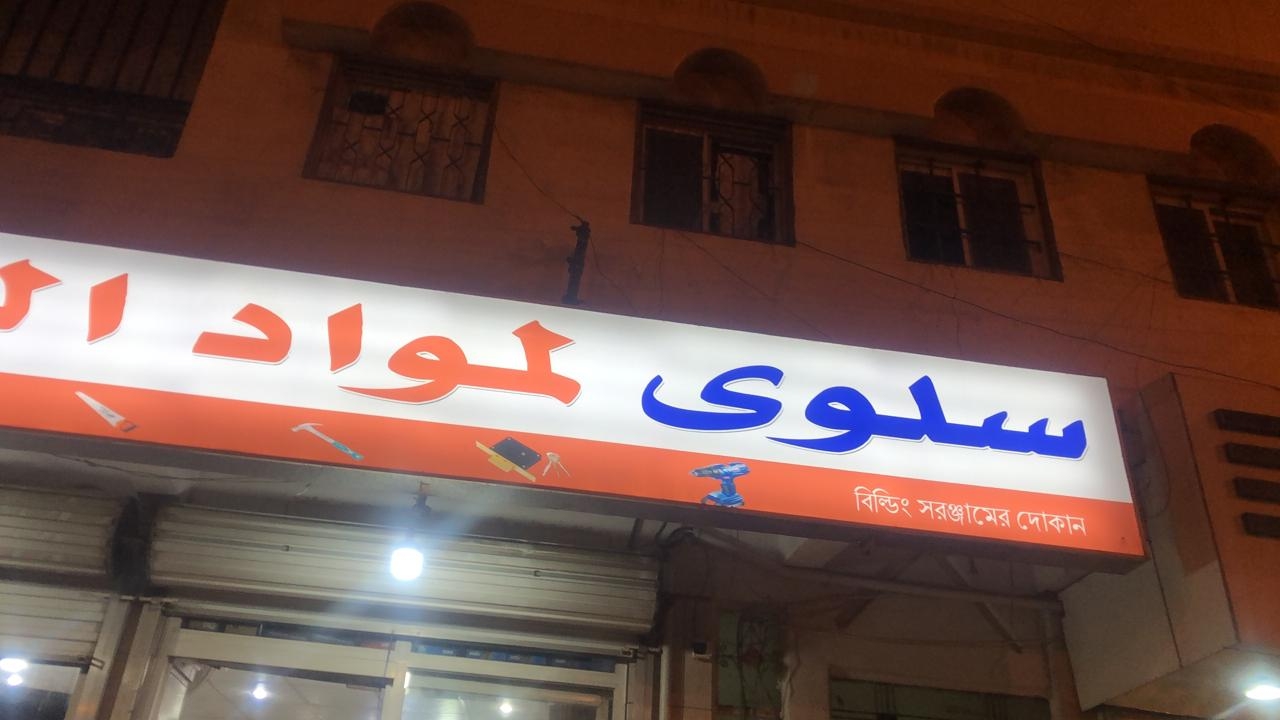 سلوى لمواد
বিল্ডিং সরঞ্জামের দোকান